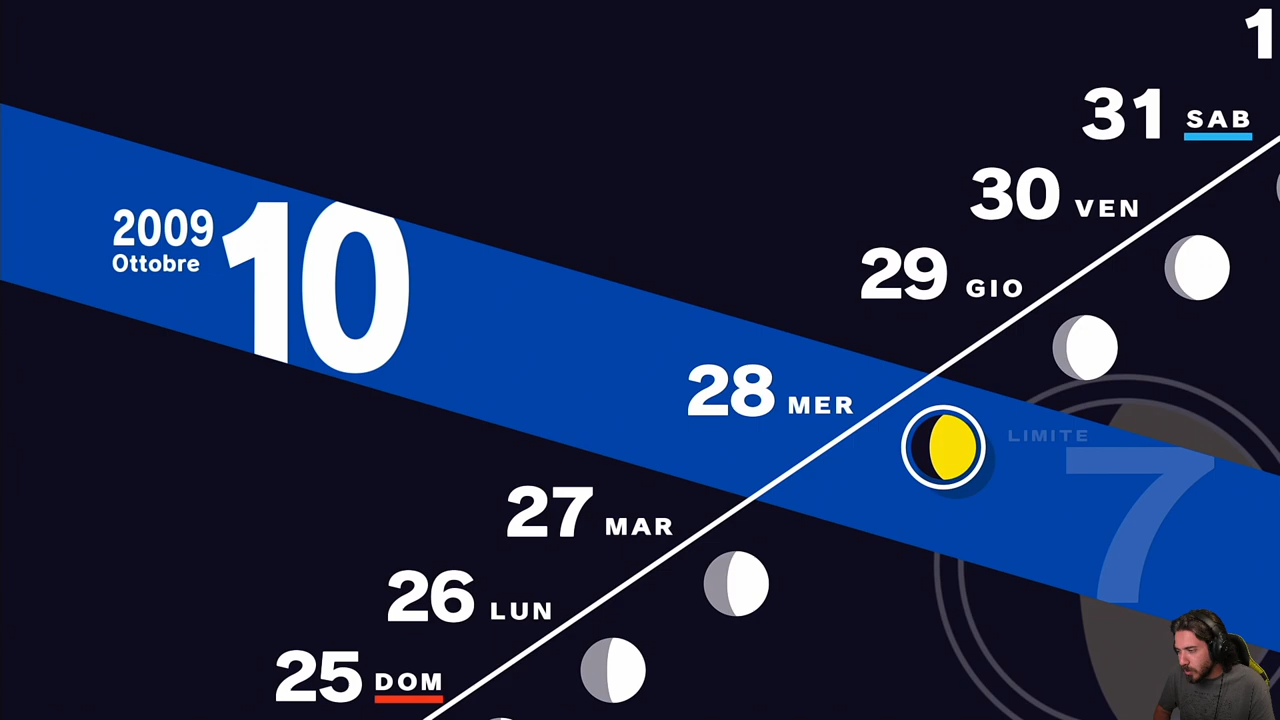 1
31 SAB
30 VEN
29 GIO
2009
Ottobre
10
28 MER
LIMITE
7
27 MAR
26 LUN
25 DOM